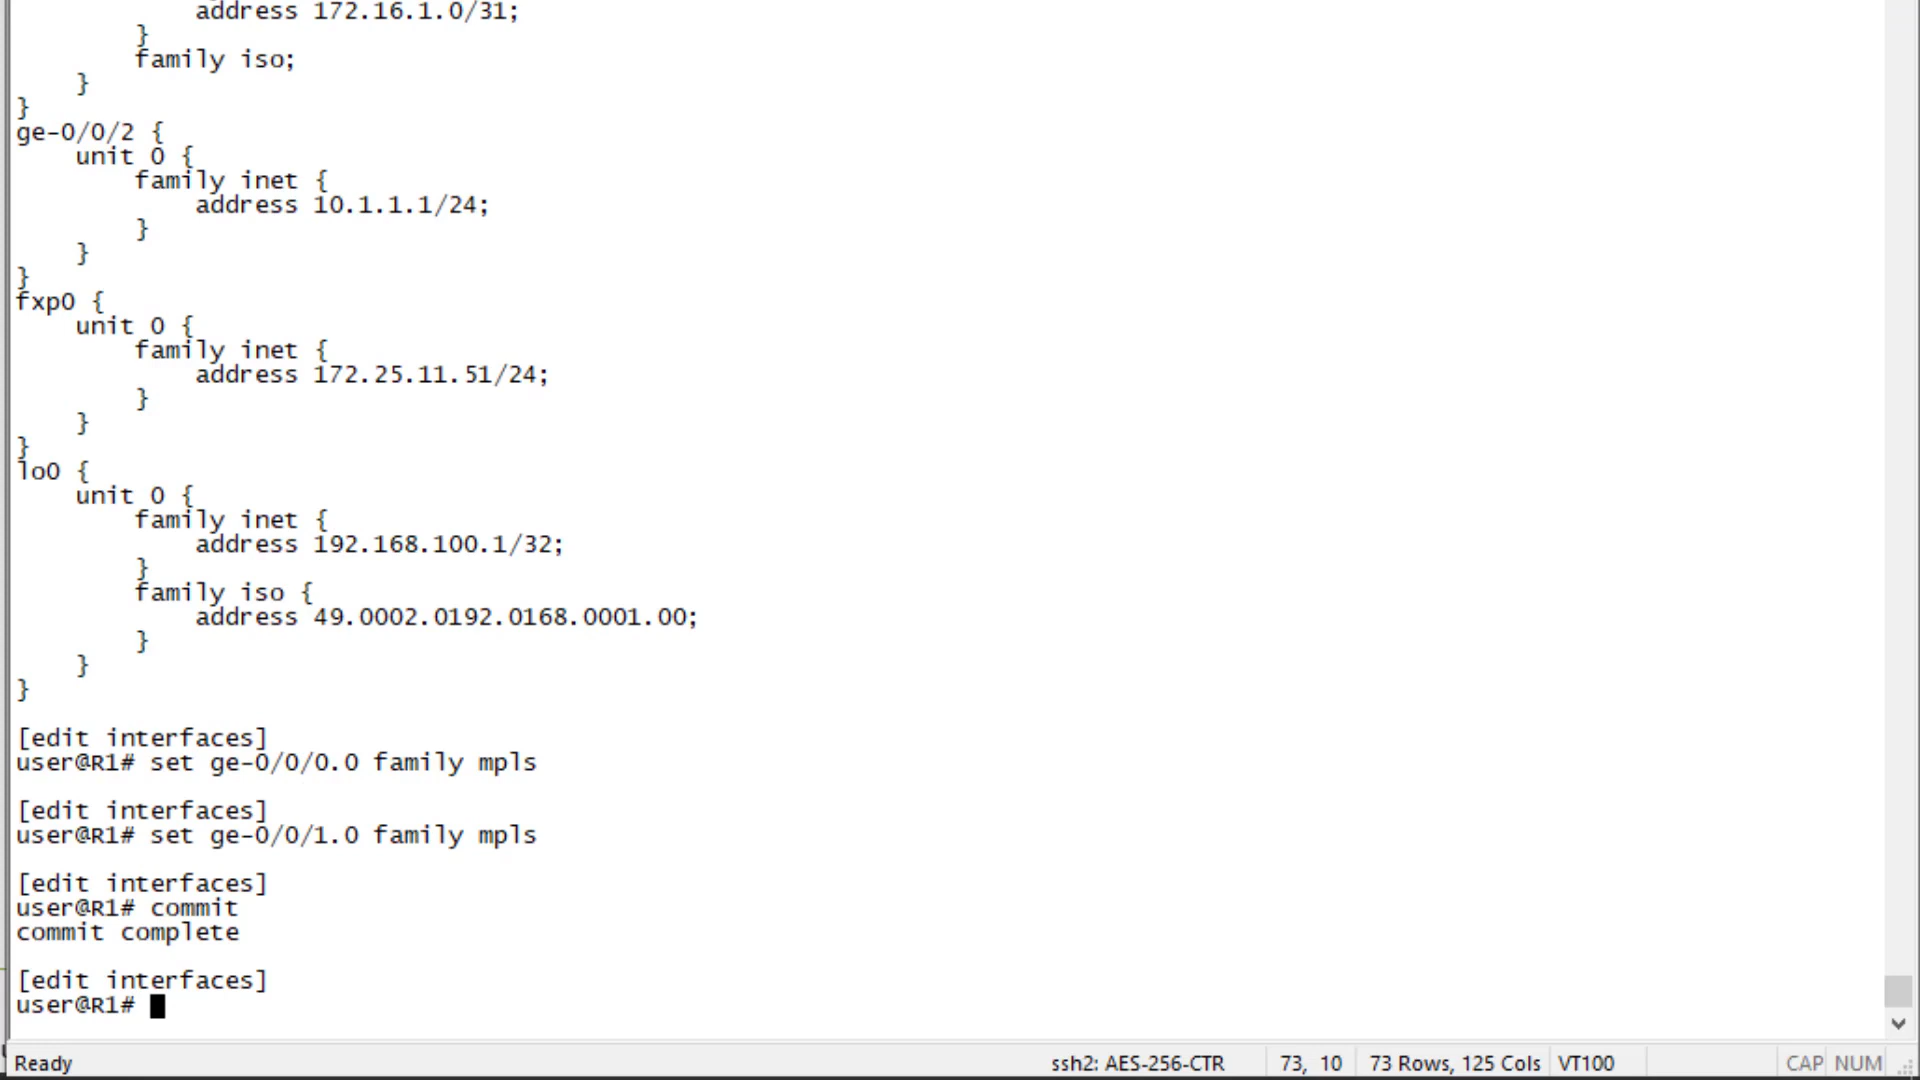 address 172.16.1.0/31;
        }
        family iso;
    }
}
ge-0/0/2 {
    unit 0 {
        family inet {
            address 10.1.1.1/24;
        }
    }
}
fxp0 {
    unit 0 {
        family inet {
            address 172.25.11.51/24;
        }
    }
}
lo0 {
    unit 0 {
        family inet {
            address 192.168.100.1/32;
        }
        family iso {
            address 49.0002.0192.0168.0001.00;
        }
    }
}

[edit interfaces]
user@R1# set ge-0/0/0.0 family mpls

[edit interfaces]
user@R1# set ge-0/0/1.0 family mpls

[edit interfaces]
user@R1# commit
commit complete

[edit interfaces]
user@R1#
Ready ssh2: AES-256-CTR 73, 10 73 Rows, 125 Cols VT100 CAP NUM